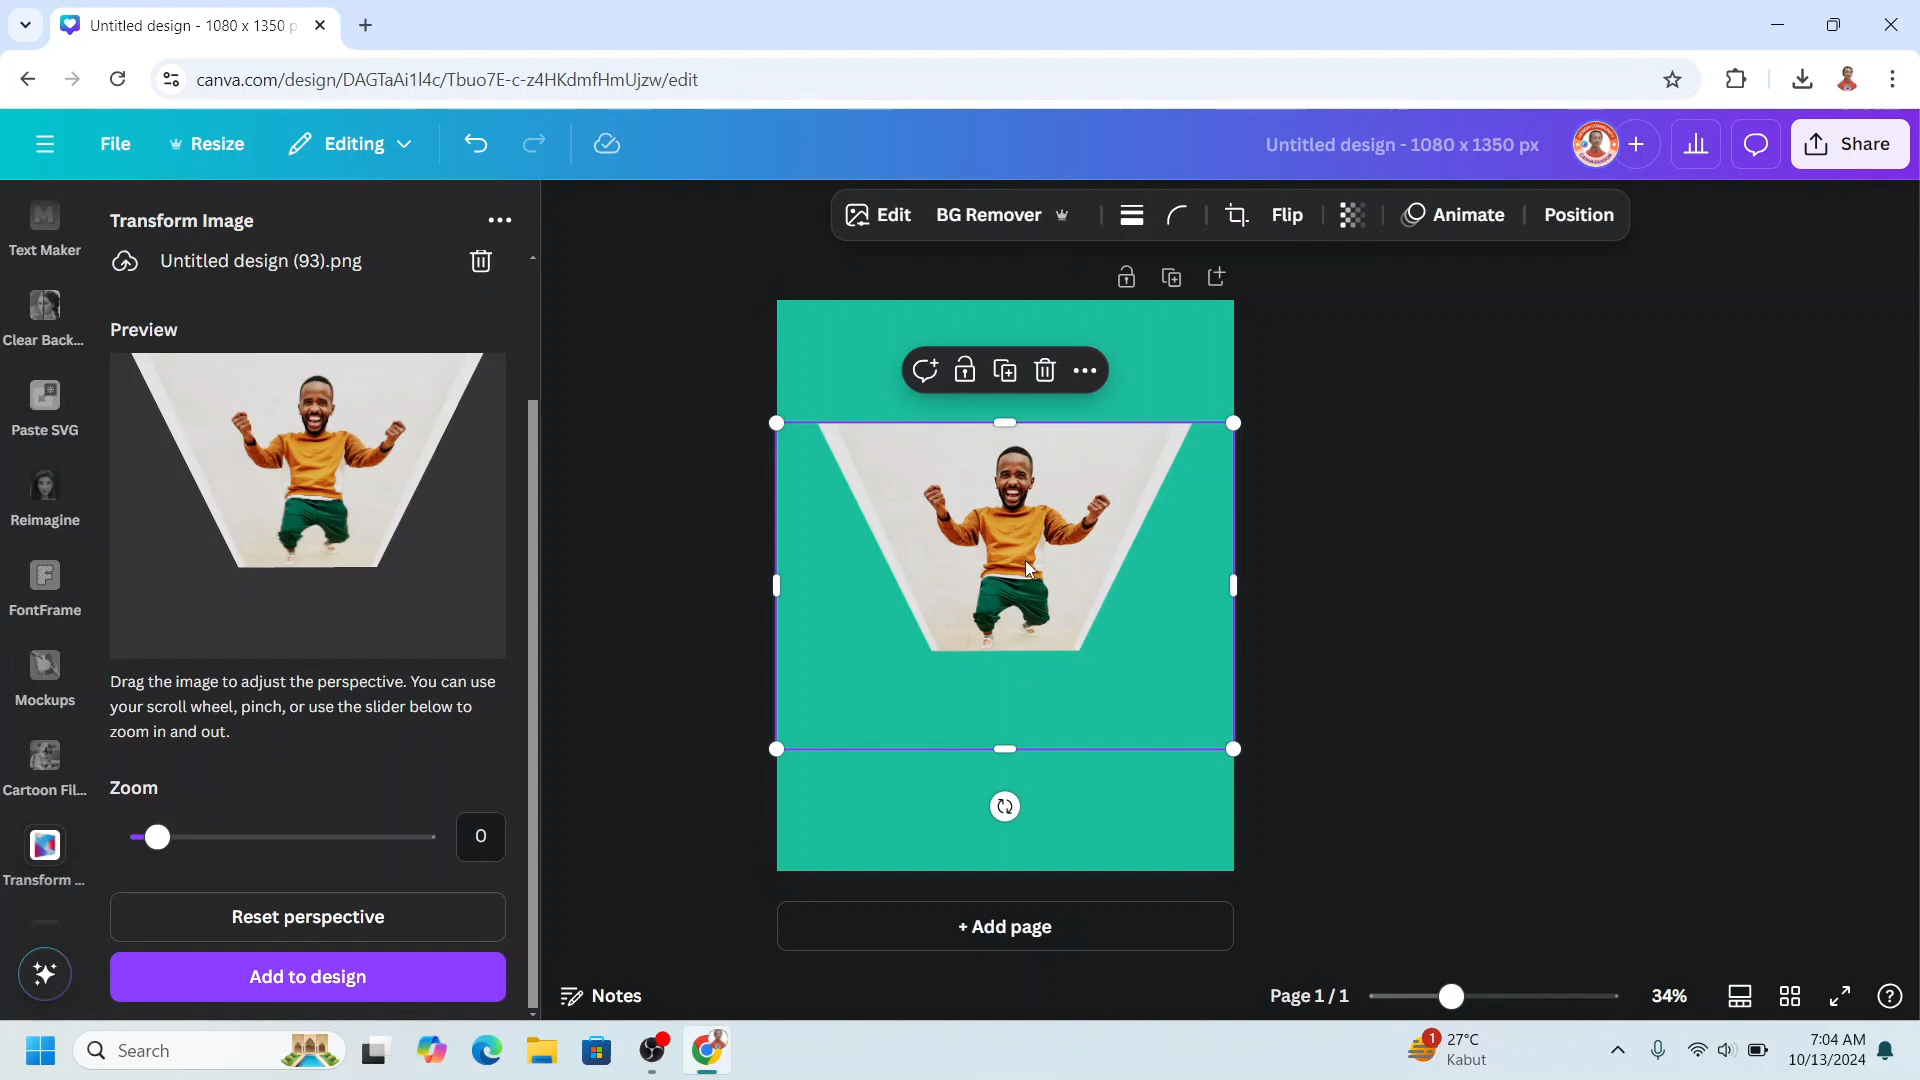 Untitled design - 1080 x 1350 p
canva.com/design/DAGTaAi1l4c/Tbuo7E-c-z4HKdmfHmUjzw/edit
File
Resize
Editing
Untitled design - 1080 x 1350 px
Share
Text Maker
Clear Back...
Paste SVG
Reimagine
FontFrame
Mockups
Cartoon Fil...
Transform ...
Transform Image
Untitled design (93).png
Preview
Drag the image to adjust the perspective. You can use
your scroll wheel, pinch, or use the slider below to
zoom in and out.
Zoom
0
Reset perspective
Add to design
Edit
BG Remover
Flip
Animate
Position
+ Add page
Notes
Page 1 / 1
34%
Search
1
27°C
Kabut
7:04 AM
10/13/2024